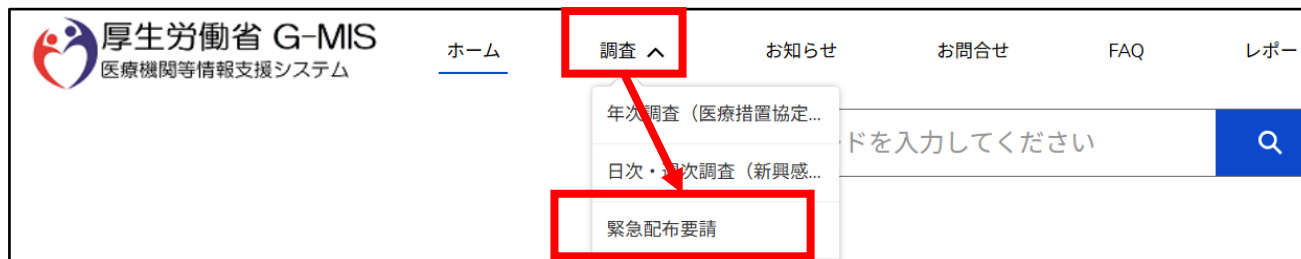 厚生労働省 G-MIS
医療機関等情報支援システム
ホーム
調査
お知らせ
お問合せ
FAQ
レポー
年次調査（医療措置協定...
ドを入力してください
日次・週次調査（新興感...
緊急配布要請